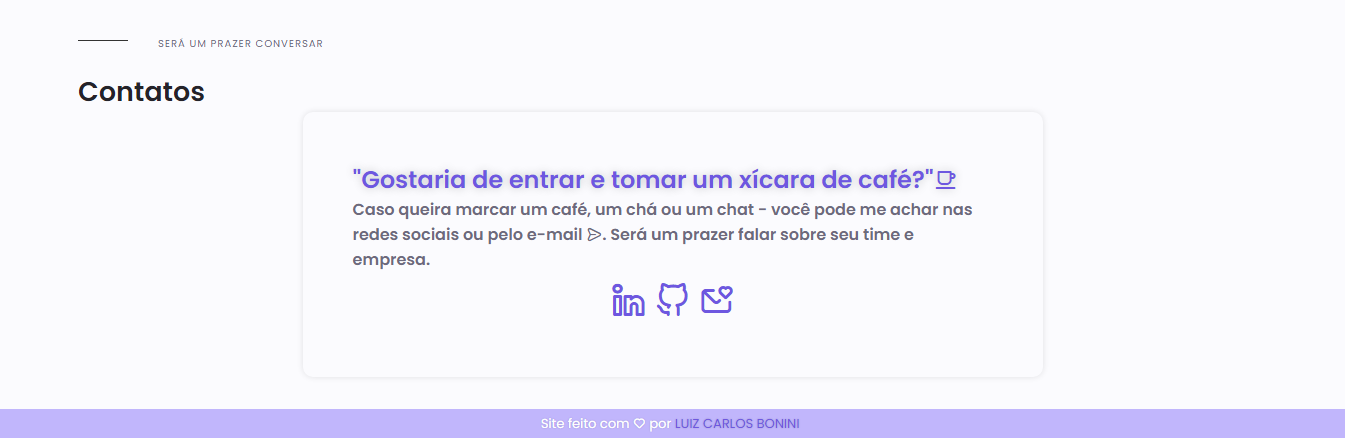 SERÁ UM PRAZER CONVERSAR
Contatos
"Gostaria de entrar e tomar um xícara de café?"
Caso queira marcar um café, um chá ou um chat - você pode me achar nas
redes sociais ou pelo e-mail . Será um prazer falar sobre seu time e
empresa.
in
Site feito com ♡ por LUIZ CARLOS BONINI